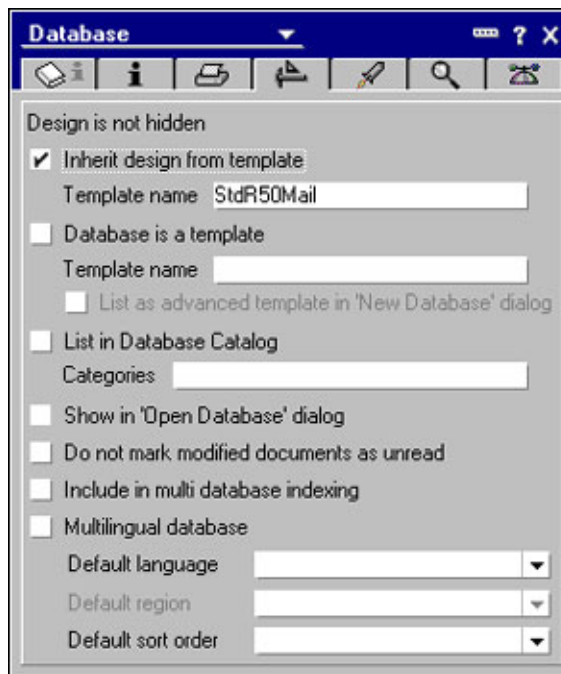 Database
?
i
i
Design is not hidden
Inherit design from template
Template name StdR50Mail
Database is a template
Template name
List as advanced template in 'New Database' dialog
List in Database Catalog
Categories
Show in 'Open Database' dialog
Do not mark modified documents as unread
Include in multi database indexing
Multilingual database
Default language
Default region
Default sort order